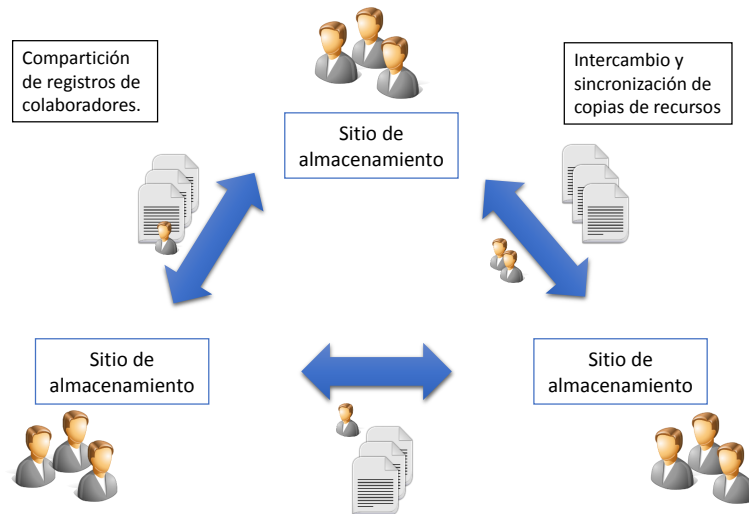 Compartición
de registros de
colaboradores.
Intercambio y
sincronización de
copias de recursos
Sitio de
almacenamiento
Sitio de
almacenamiento
Sitio de
almacenamiento